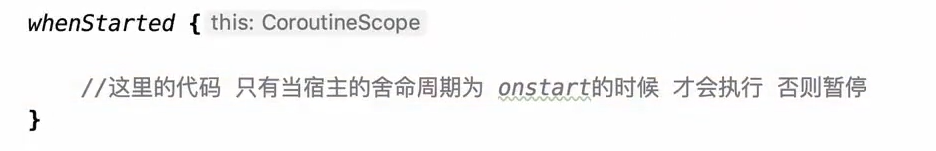 whenStarted { this: CoroutineScope
//这里的代码 只有当宿主的舍命周期为 onstart的时候 才会执行 否则暂停
}